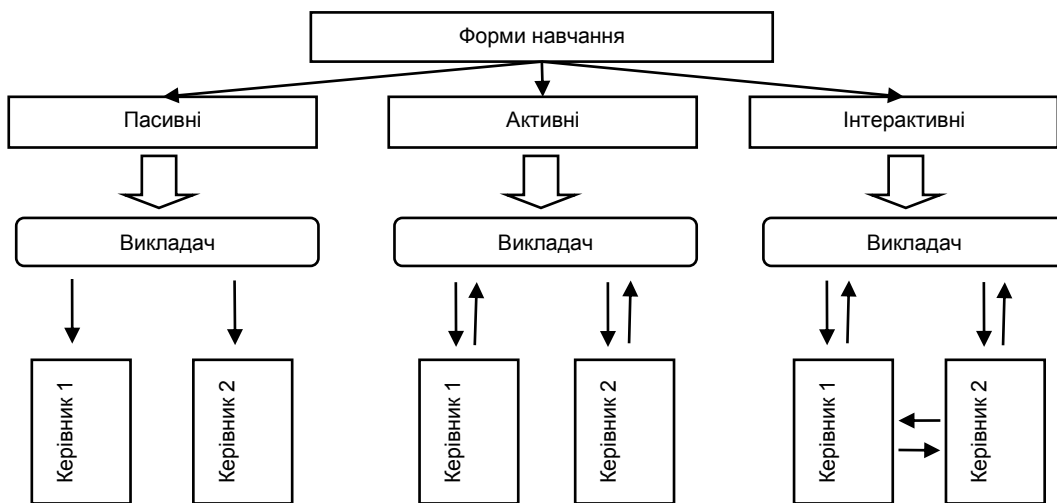 Форми навчання
Пасивні
Активні
Інтерактивні
Викладач
Викладач
Викладач
Керівник 1
Керівник 2
Керівник 1
Керівник 2
Керівник 1
Керівник 2